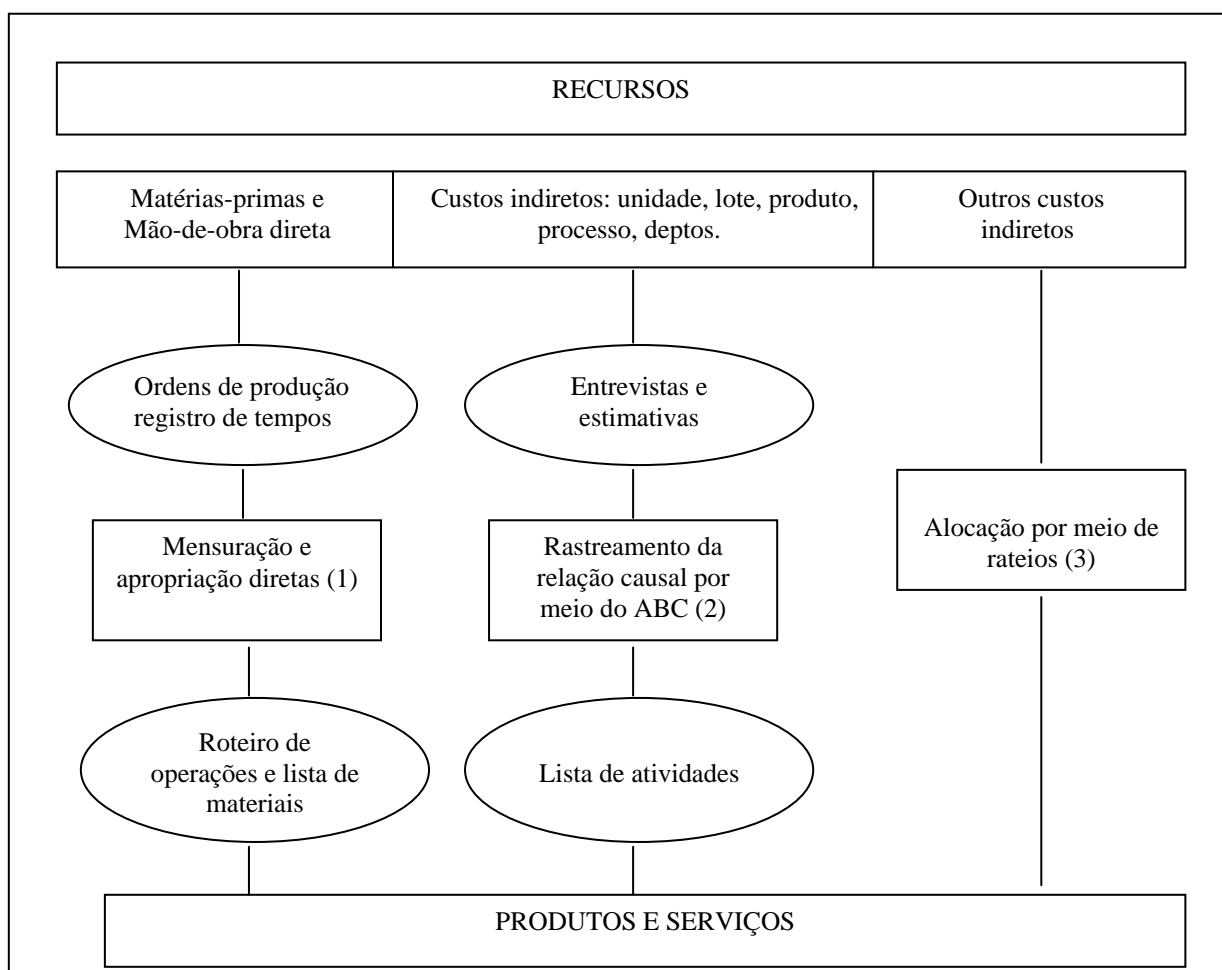 RECURSOS
Matérias-primas e
Mão-de-obra direta
Custos indiretos: unidade, lote, produto,
processo, deptos.
Outros custos
indiretos
Ordens de produção
registro de tempos
Entrevistas e
estimativas
Mensuração e
apropriação diretas (1)
Rastreamento da
relação causal por
meio do ABC (2)
Alocação por meio de
rateios (3)
Roteiro de
operações e lista de
materiais
Lista de atividades
PRODUTOS E SERVIÇOS